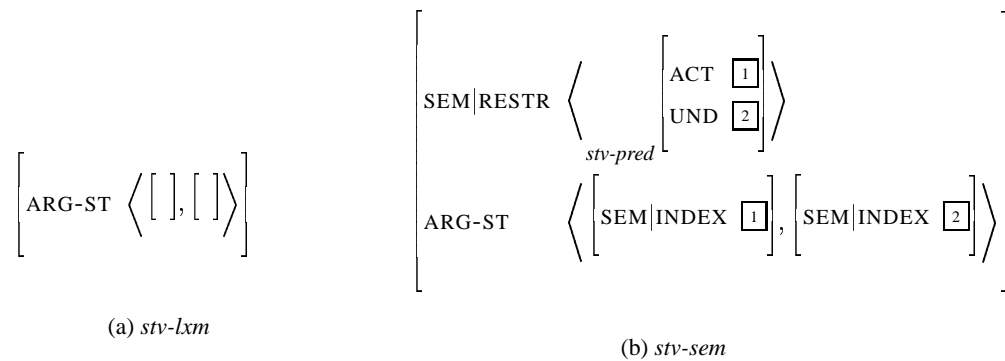 ACT 1
SEM|RESTR ⟨ UND 2 ⟩
stv-pred
ARG-ST ⟨[ ], [ ]⟩
ARG-ST ⟨[SEM|INDEX 1], [SEM|INDEX 2]⟩
(a) stv-lxm
(b) stv-sem